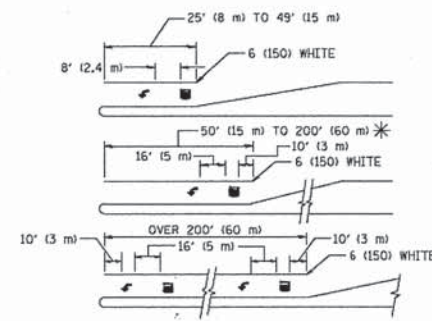 25' (8 m) TO 49' (15 m)
6 (150) WHITE
8' (2.4 m)
50' (15 m) TO 200' (60 m) *
16' (5 m)
10' (3 m)
6 (150) WHITE
OVER 200' (60 m)
10' (3 m)
16' (5 m)
10' (3 m)
6 (150) WHITE